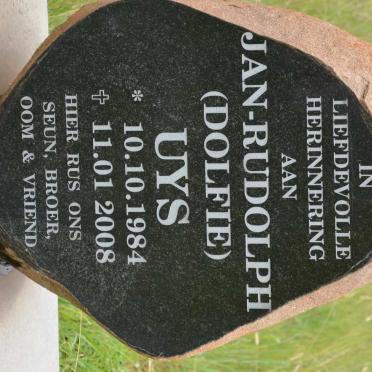 IN
LIEFDEVOLLE
HERINNERING
AAN
JAN-RUDOLPH
(DOLFIE)
UYS
* 10.10.1984
✝ 11.01.2008
HIER RUS ONS
SEUN, BROER,
OOM & VRIEND